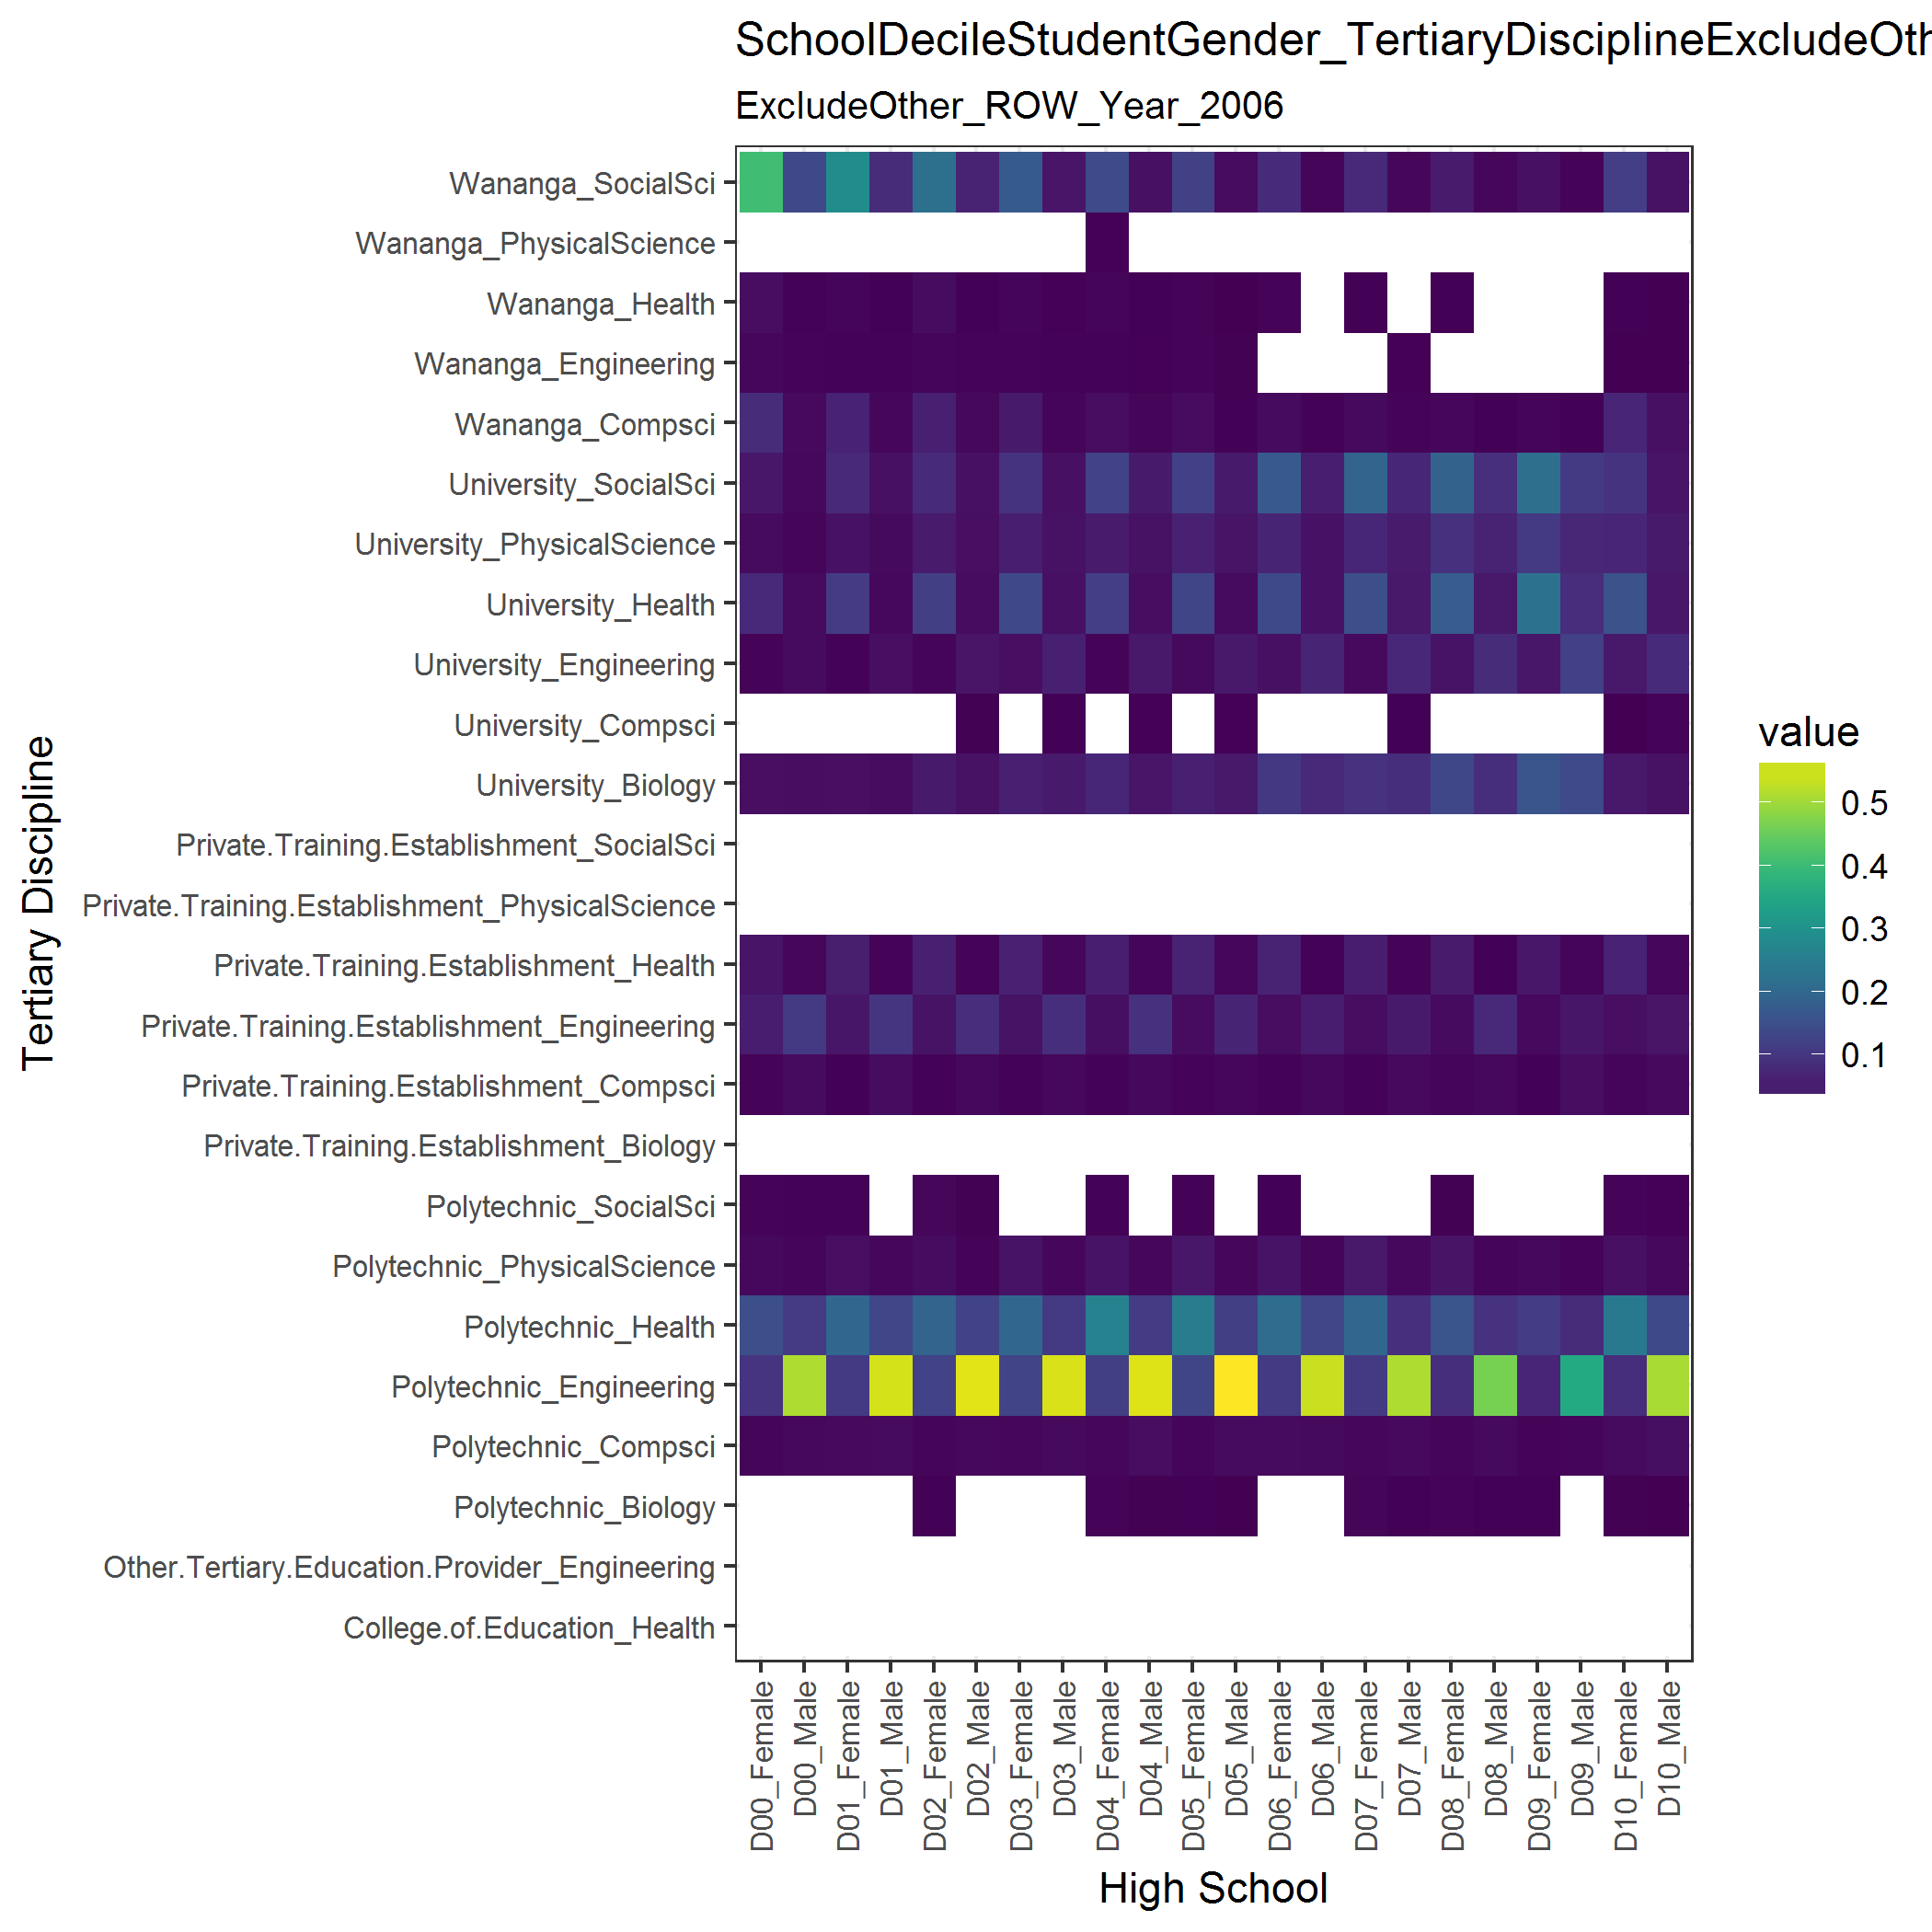 SchoolDecileStudentGender_TertiaryDisciplineExcludeOth
ExcludeOther_ROW_Year_2006
Tertiary Discipline
Wananga_SocialSci
Wananga_PhysicalScience
Wananga_Health
Wananga_Engineering
Wananga_Compsci
University_SocialSci
University_PhysicalScience
University_Health
University_Engineering
University_Compsci
University_Biology
Private.Training.Establishment_SocialSci
Private.Training.Establishment_PhysicalScience
Private.Training.Establishment_Health
Private.Training.Establishment_Engineering
Private.Training.Establishment_Compsci
Private.Training.Establishment_Biology
Polytechnic_SocialSci
Polytechnic_PhysicalScience
Polytechnic_Health
Polytechnic_Engineering
Polytechnic_Compsci
Polytechnic_Biology
Other.Tertiary.Education.Provider_Engineering
College.of.Education_Health
D00_Female
D00_Male
D01_Female
D01_Male
D02_Female
D02_Male
D03_Female
D03_Male
D04_Female
D04_Male
D05_Female
D05_Male
D06_Female
D06_Male
D07_Female
D07_Male
D08_Female
D08_Male
D09_Female
D09_Male
D10_Female
D10_Male
High School
value
0.5
0.4
0.3
0.2
0.1